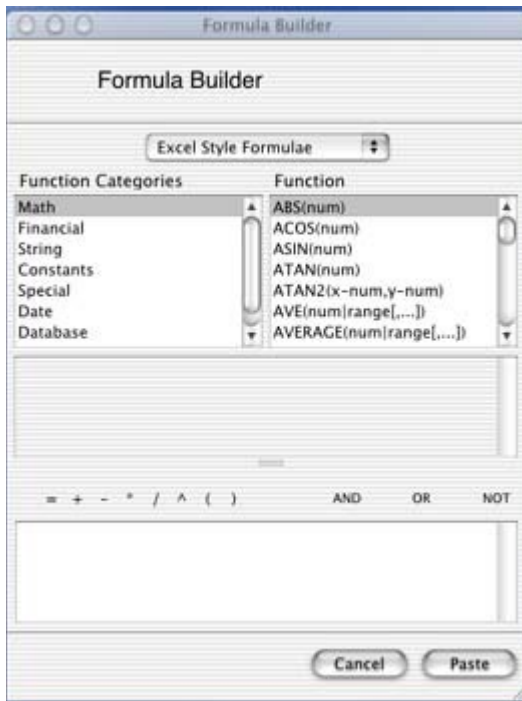 Formula Builder
Formula Builder
Excel Style Formulae
Function Categories
Function
Math
Financial
String
Constants
Special
Date
Database
ABS(num)
ACOS(num)
ASIN(num)
ATAN(num)
ATAN2(x-num,y-num)
AVE(num|range[,...])
AVERAGE(num|range[,...])
= + - * / ^ ( ) AND OR NOT
Cancel Paste